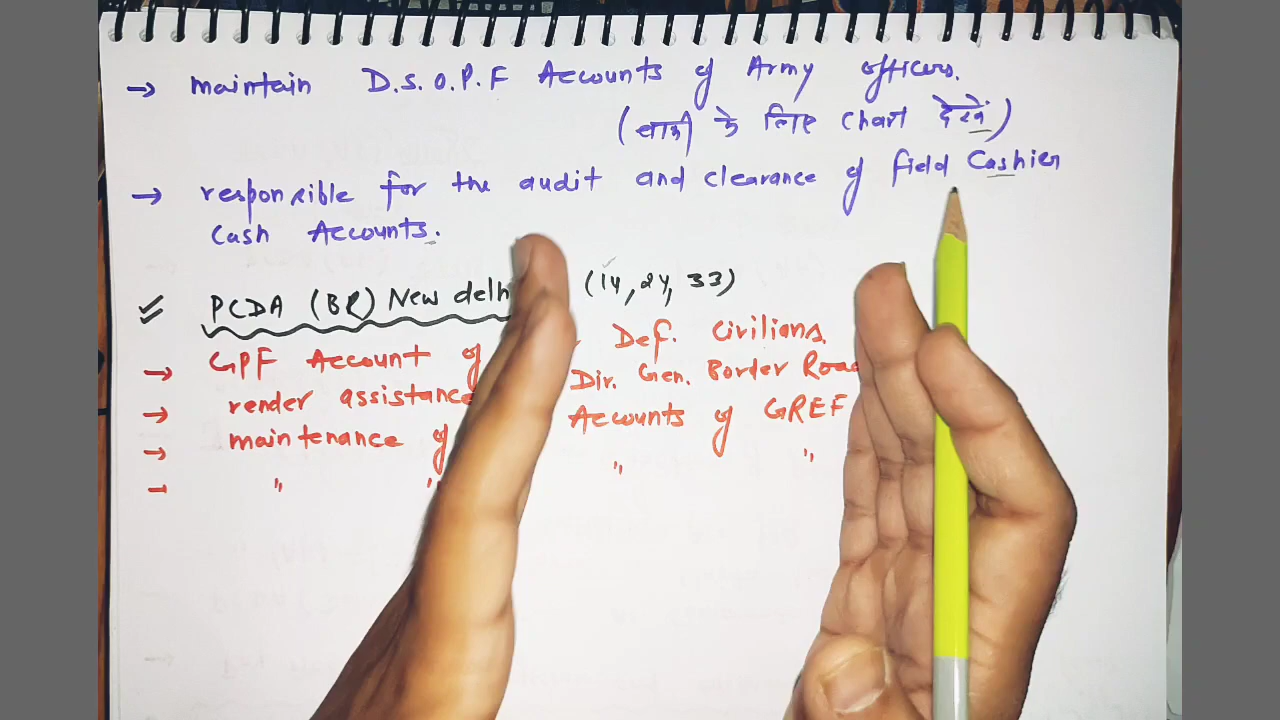 → maintain D.S.O.P.F Accounts of Army officers.
(बाकी के लिए chart देखें)
→ responsible for the audit and clearance of field Cashier
Cash Accounts.
PCDA (BR) New delh (14, 24, 33)
→ GPF Account of Def. Civilians.
→ render assistance Dir. Gen. Border Road
→ maintenance of Accounts of GREF
→ " " " "